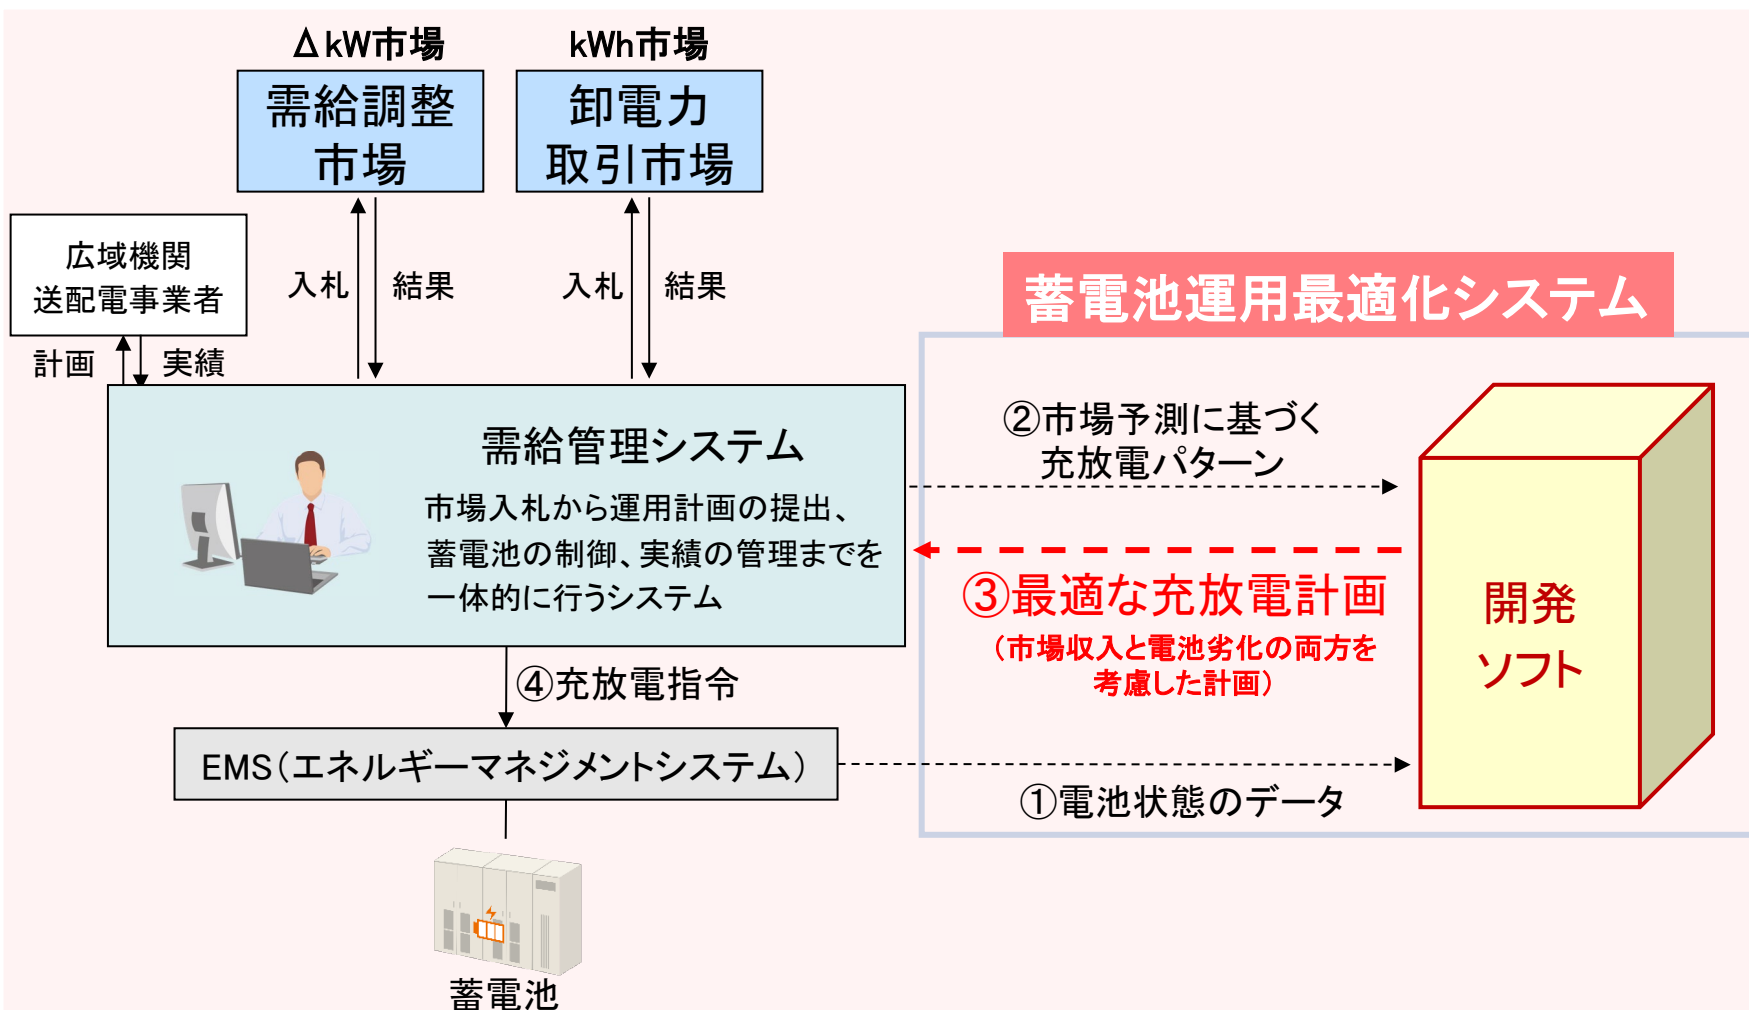 ΔkW市場
kWh市場
需給調整
市場
卸電力
取引市場
広域機関
送配電事業者
入札
結果
入札
結果
計画
実績
蓄電池運用最適化システム
需給管理システム
市場入札から運用計画の提出、
蓄電池の制御、実績の管理までを
一体的に行うシステム
②市場予測に基づく
充放電パターン
③最適な充放電計画
（市場収入と電池劣化の両方を
考慮した計画）
開発
ソフト
④充放電指令
EMS（エネルギーマネジメントシステム）
①電池状態のデータ
蓄電池